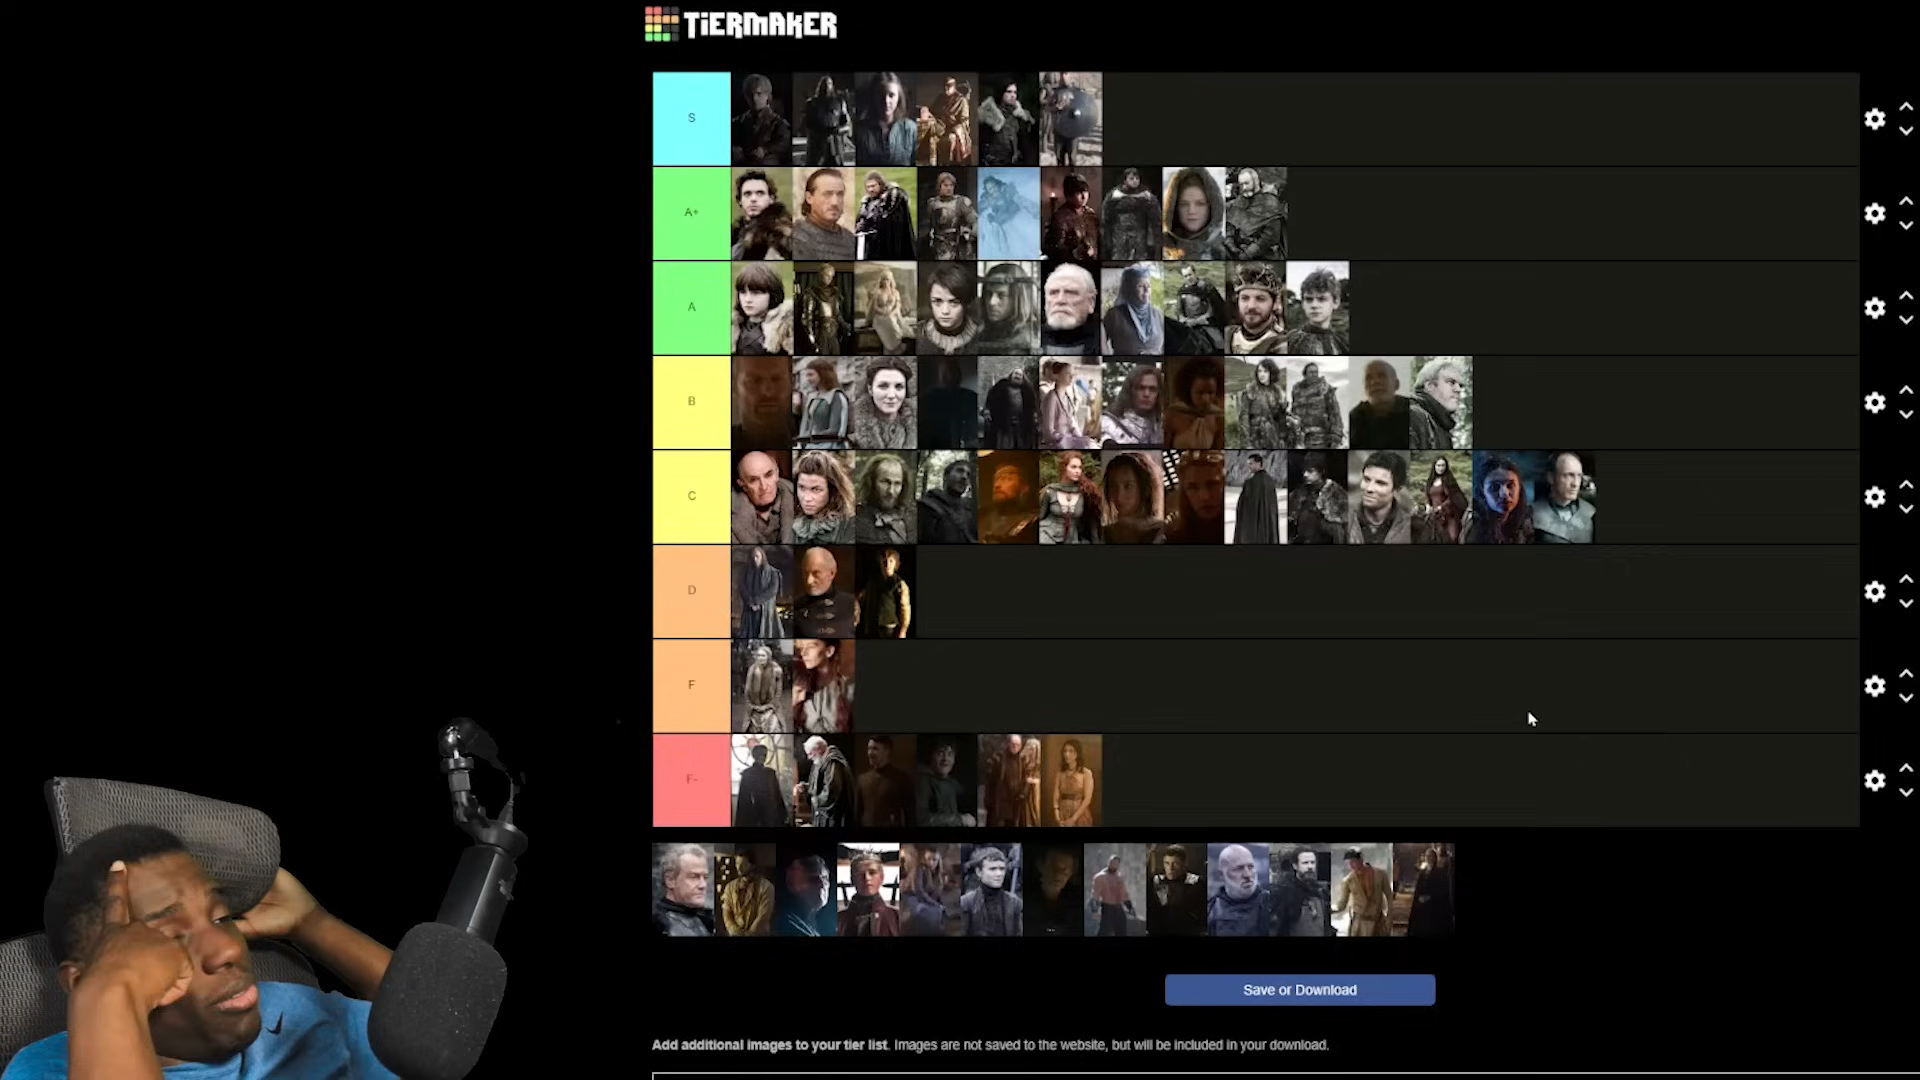 TiERMAKER
S
A+
A
B
C
D
F
F-
Save or Download
Add additional images to your tier list. Images are not saved to the website, but will be included in your download.